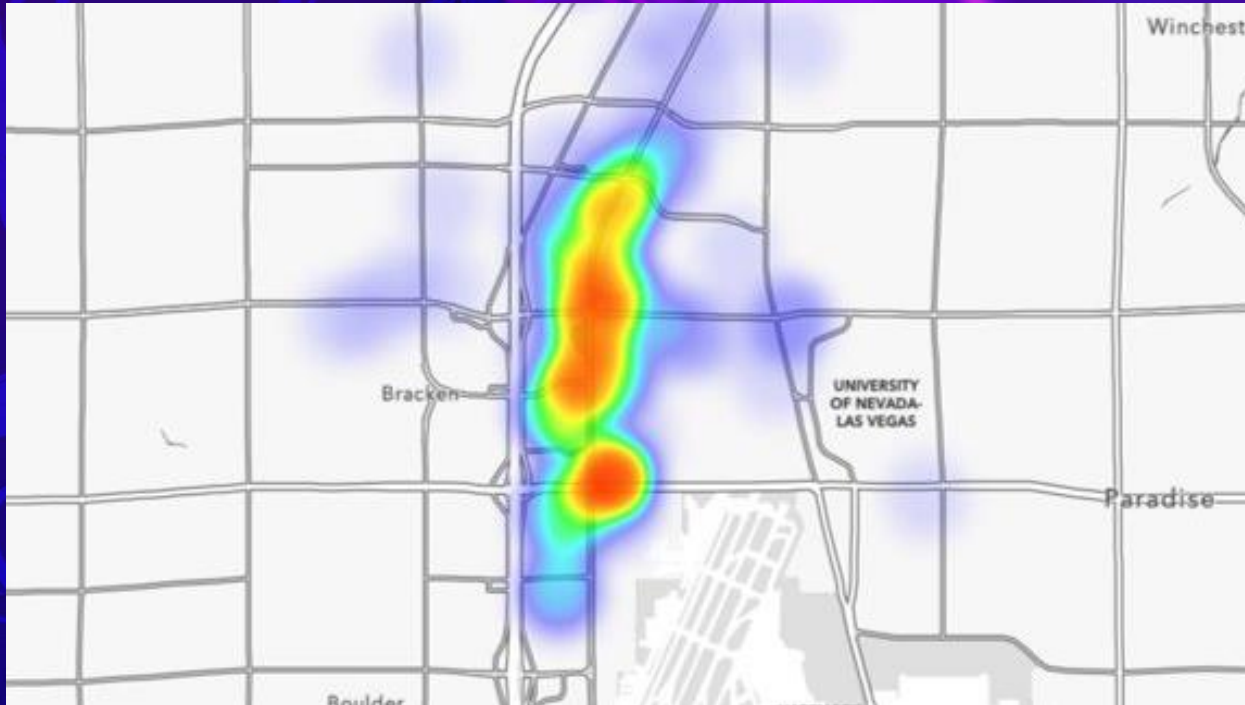 Winchest
Bracken
UNIVERSITY
OF NEVADA-
LAS VEGAS
Paradise
Boulder